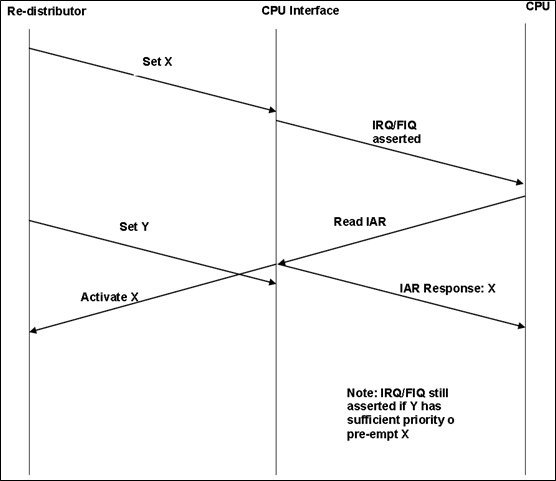 Re-distributor
CPU Interface
CPU
Set X
IRQ/FIQ
asserted
Set Y
Read IAR
Activate X
IAR Response: X
Note: IRQ/FIQ still
asserted if Y has
sufficient priority o
pre-empt X